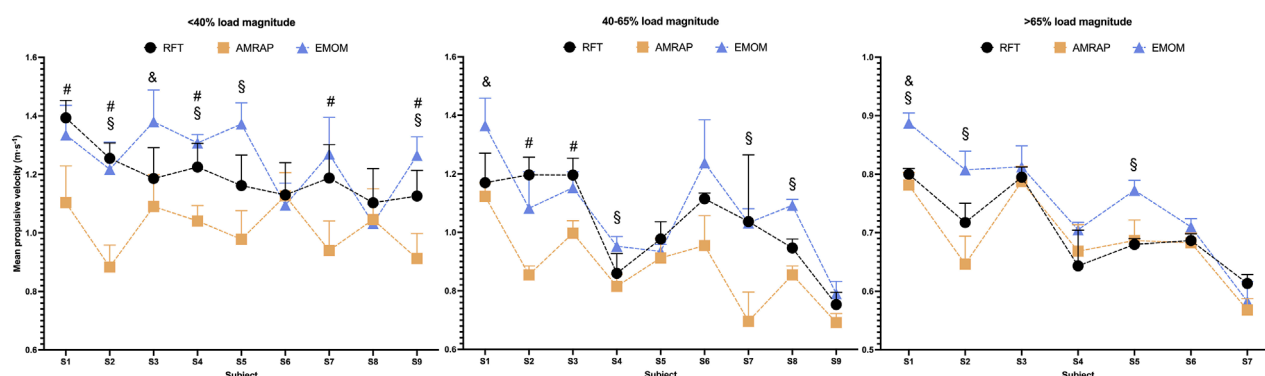 <40% load magnitude
RFT AMRAP EMOM
Mean propulsive velocity (m·s⁻¹)
1.6
1.4
1.2
1.0
0.8
0.6
# # & # § # #
§ § §
S1 S2 S3 S4 S5 S6 S7 S8 S9
Subject
40-65% load magnitude
RFT AMRAP EMOM
1.6
1.4
1.2
1.0
0.8
0.6
& # # § § §
S1 S2 S3 S4 S5 S6 S7 S8 S9
Subject
>65% load magnitude
RFT AMRAP EMOM
1.0
0.9
0.8
0.7
0.6
0.5
&
§ § §
S1 S2 S3 S4 S5 S6 S7
Subject